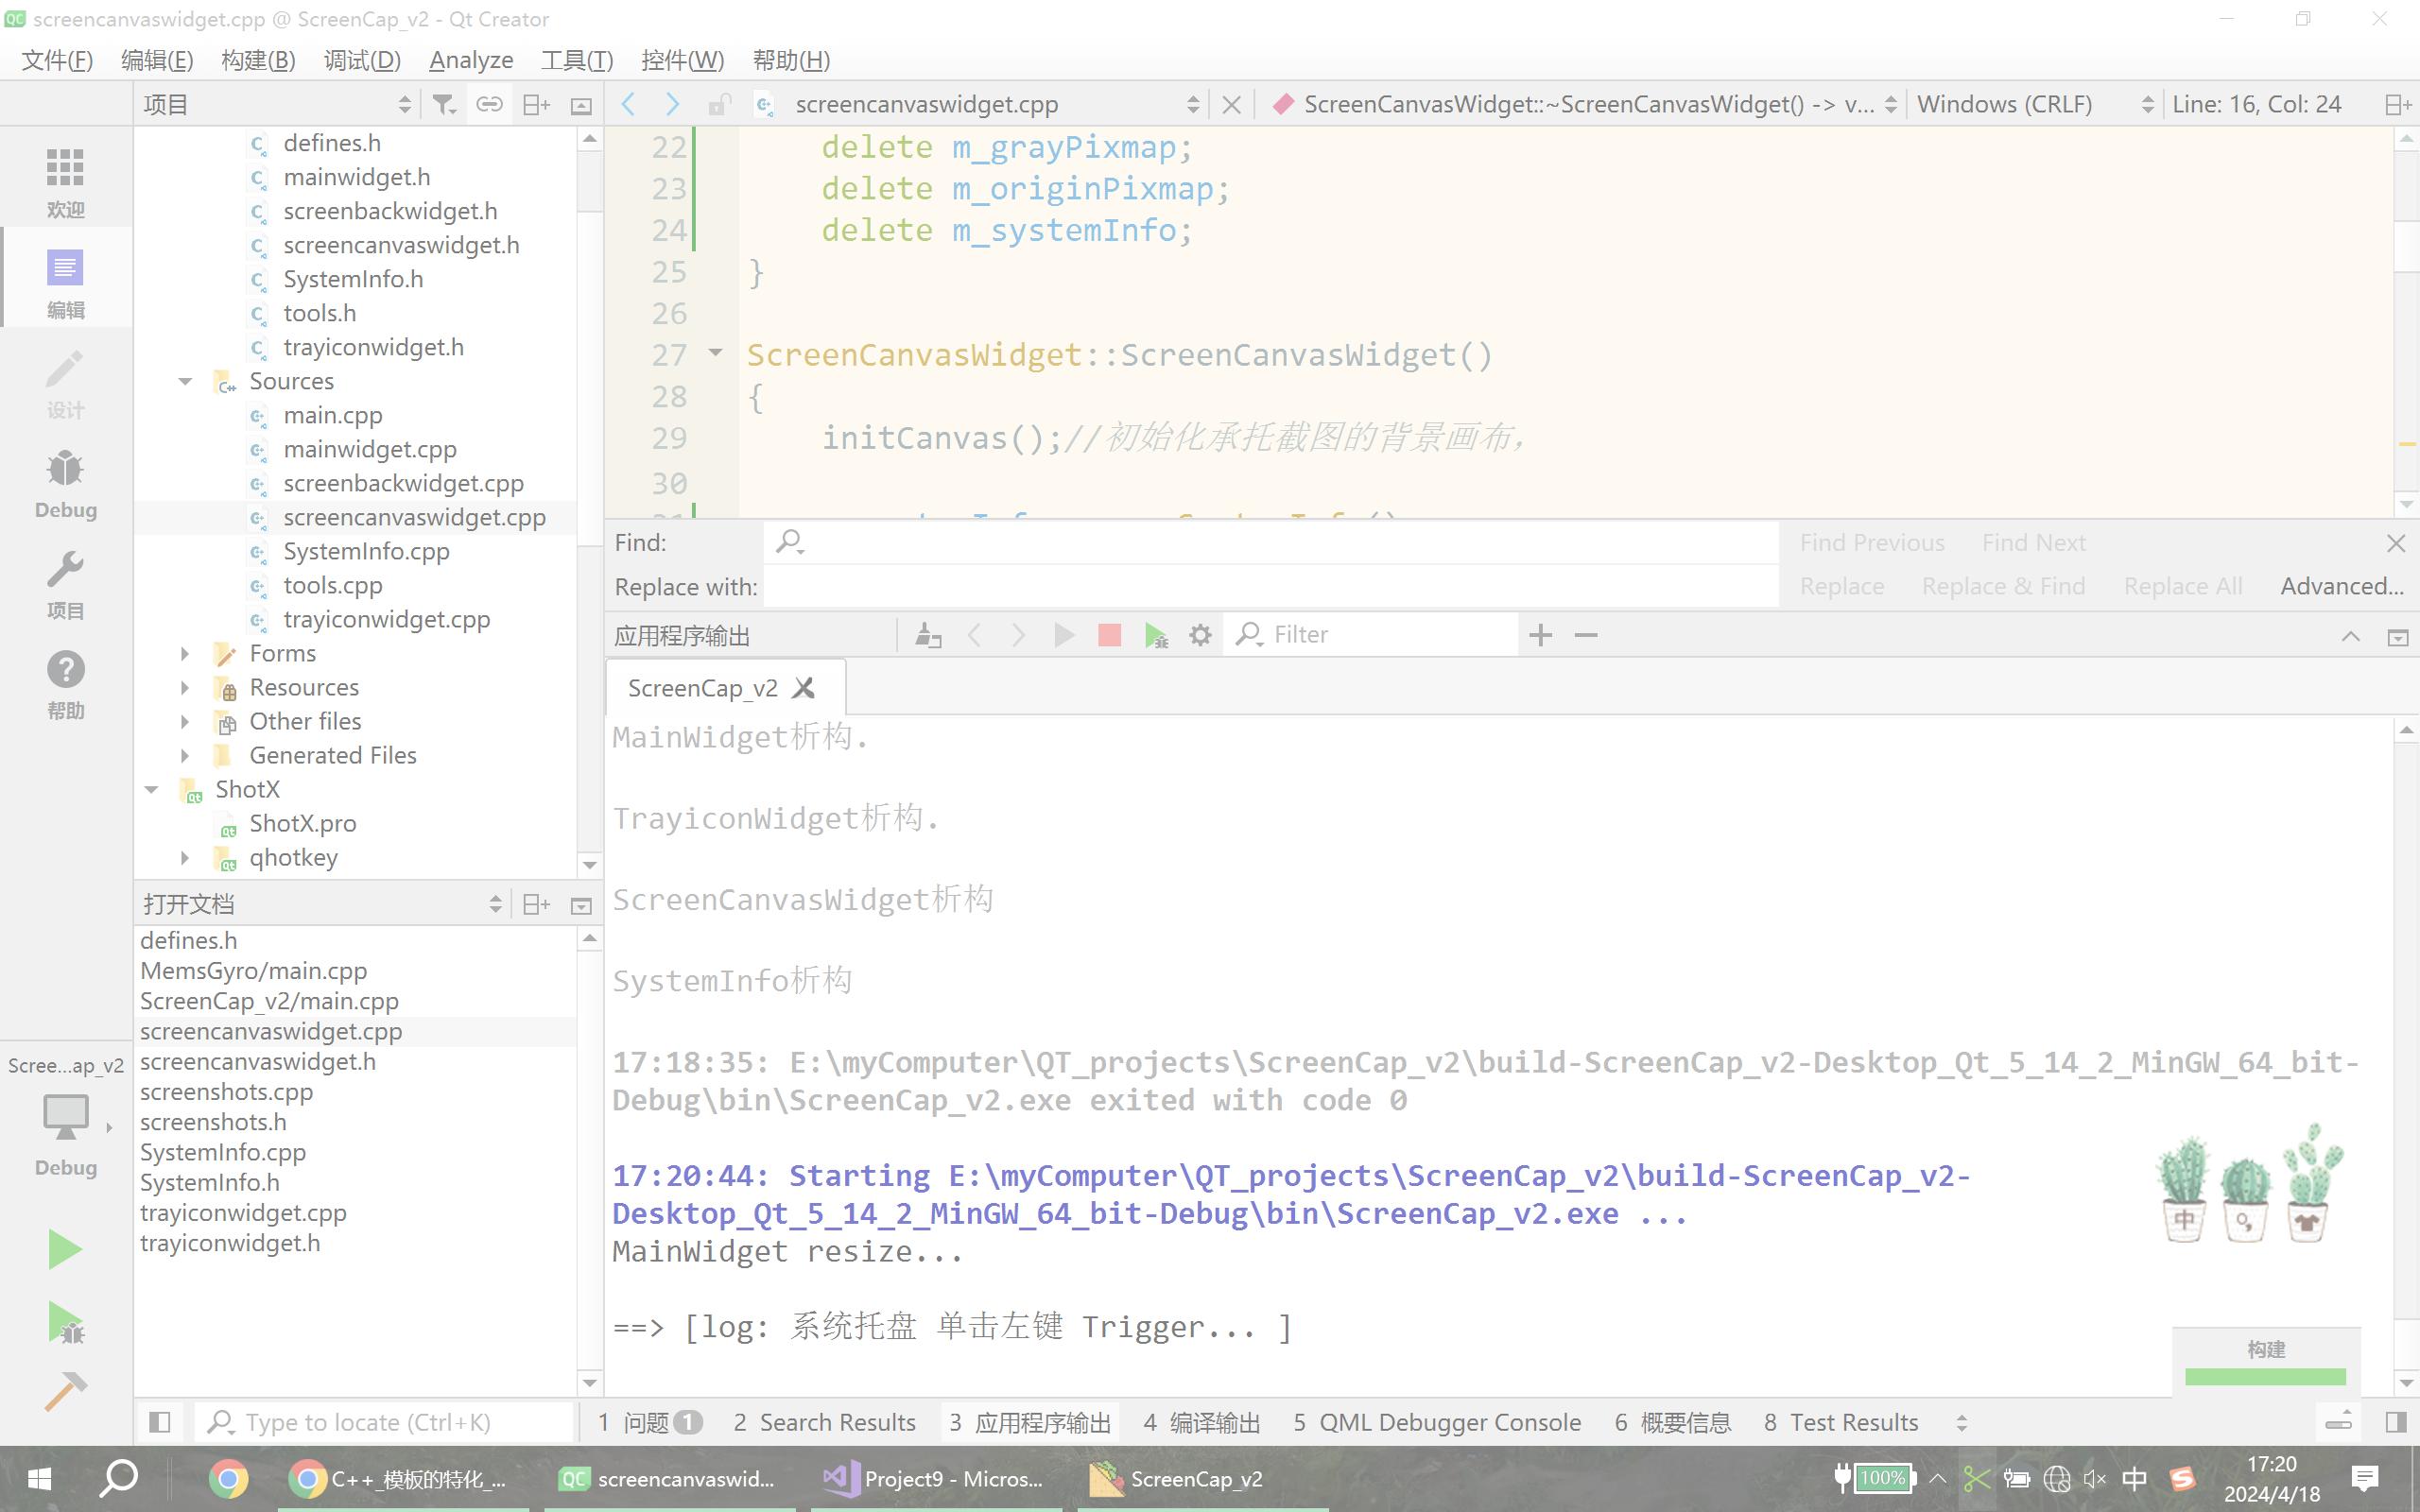 screencanvaswidget.cpp @ ScreenCap_v2 - Qt Creator
文件(F) 编辑(E) 构建(B) 调试(D) Analyze 工具(T) 控件(W) 帮助(H)
项目
screencanvaswidget.cpp
ScreenCanvasWidget::~ScreenCanvasWidget() -> v...
Windows (CRLF)
Line: 16, Col: 24
欢迎
编辑
设计
Debug
项目
帮助
defines.h
mainwidget.h
screenbackwidget.h
screencanvaswidget.h
SystemInfo.h
tools.h
trayiconwidget.h
Sources
main.cpp
mainwidget.cpp
screenbackwidget.cpp
screencanvaswidget.cpp
SystemInfo.cpp
tools.cpp
trayiconwidget.cpp
Forms
Resources
Other files
Generated Files
ShotX
ShotX.pro
qhotkey
22 delete m_grayPixmap;
23 delete m_originPixmap;
24 delete m_systemInfo;
25 }
26
27 ScreenCanvasWidget::ScreenCanvasWidget()
28 {
29 initCanvas();//初始化承托截图的背景画布,
30
Find:
Find Previous Find Next
Replace with:
Replace Replace & Find Replace All Advanced...
应用程序输出
Filter
ScreenCap_v2
MainWidget析构.
TrayiconWidget析构.
ScreenCanvasWidget析构
SystemInfo析构
17:18:35: E:\myComputer\QT_projects\ScreenCap_v2\build-ScreenCap_v2-Desktop_Qt_5_14_2_MinGW_64_bit-
Debug\bin\ScreenCap_v2.exe exited with code 0
17:20:44: Starting E:\myComputer\QT_projects\ScreenCap_v2\build-ScreenCap_v2-
Desktop_Qt_5_14_2_MinGW_64_bit-Debug\bin\ScreenCap_v2.exe ...
MainWidget resize...
==> [log: 系统托盘 单击左键 Trigger... ]
打开文档
defines.h
MemsGyro/main.cpp
ScreenCap_v2/main.cpp
screencanvaswidget.cpp
screencanvaswidget.h
screenshots.cpp
screenshots.h
SystemInfo.cpp
SystemInfo.h
trayiconwidget.cpp
trayiconwidget.h
Scree...ap_v2
Debug
中
构建
Type to locate (Ctrl+K)
1 问题 1
2 Search Results
3 应用程序输出
4 编译输出
5 QML Debugger Console
6 概要信息
8 Test Results
C++_模板的特化_...
screencanvaswid...
Project9 - Micros...
ScreenCap_v2
100%
中
17:20
2024/4/18